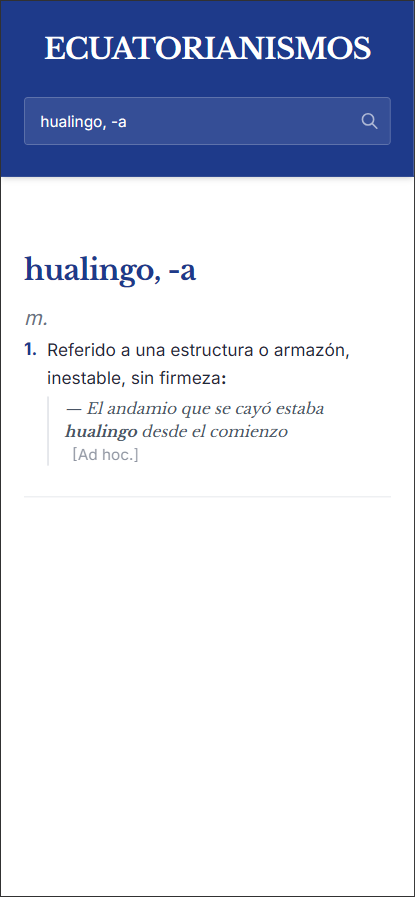 ECUATORIANISMOS
hualingo, -a
hualingo, -a
m.
1. Referido a una estructura o armazón,
inestable, sin firmeza:
— El andamio que se cayó estaba
hualingo desde el comienzo
[Ad hoc.]